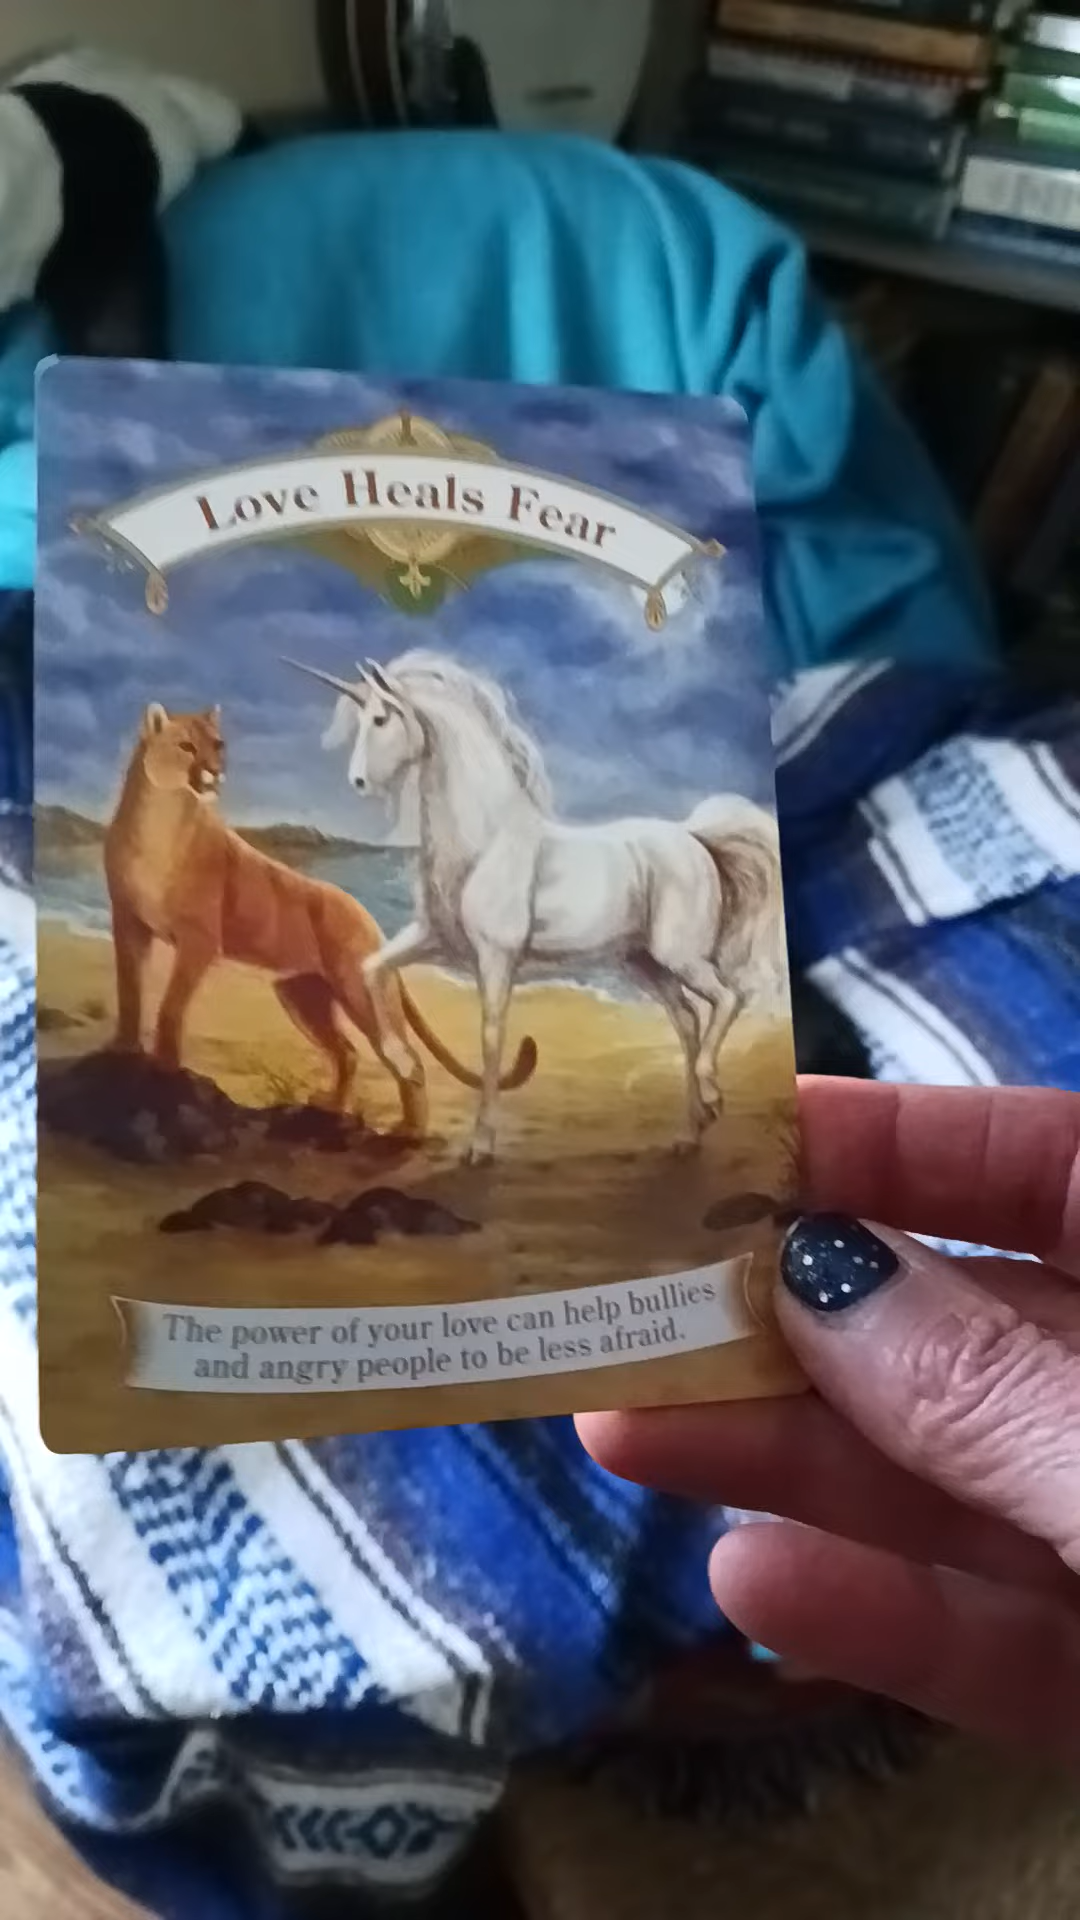 Love Heals Fear
The power of your love can help bullies
and angry people to be less afraid.